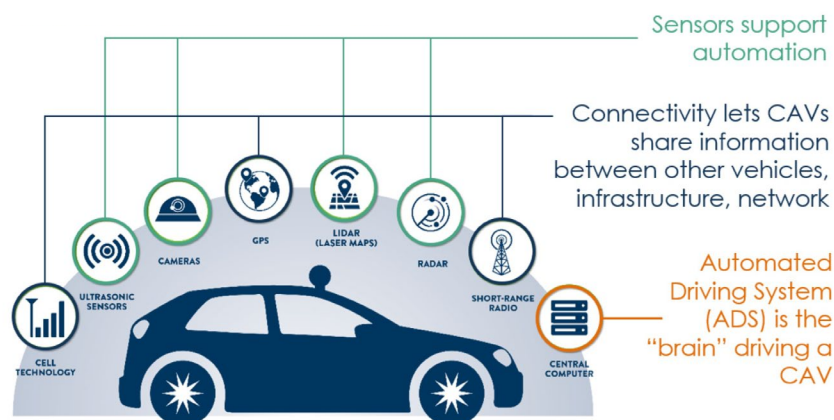 Sensors support
automation
Connectivity lets CAVs
share information
between other vehicles,
infrastructure, network
GPS
LIDAR
(LASER MAPS)
CAMERAS
RADAR
ULTRASONIC
SENSORS
SHORT-RANGE
RADIO
CELL
TECHNOLOGY
CENTRAL
COMPUTER
Automated
Driving System
(ADS) is the
“brain” driving a
CAV